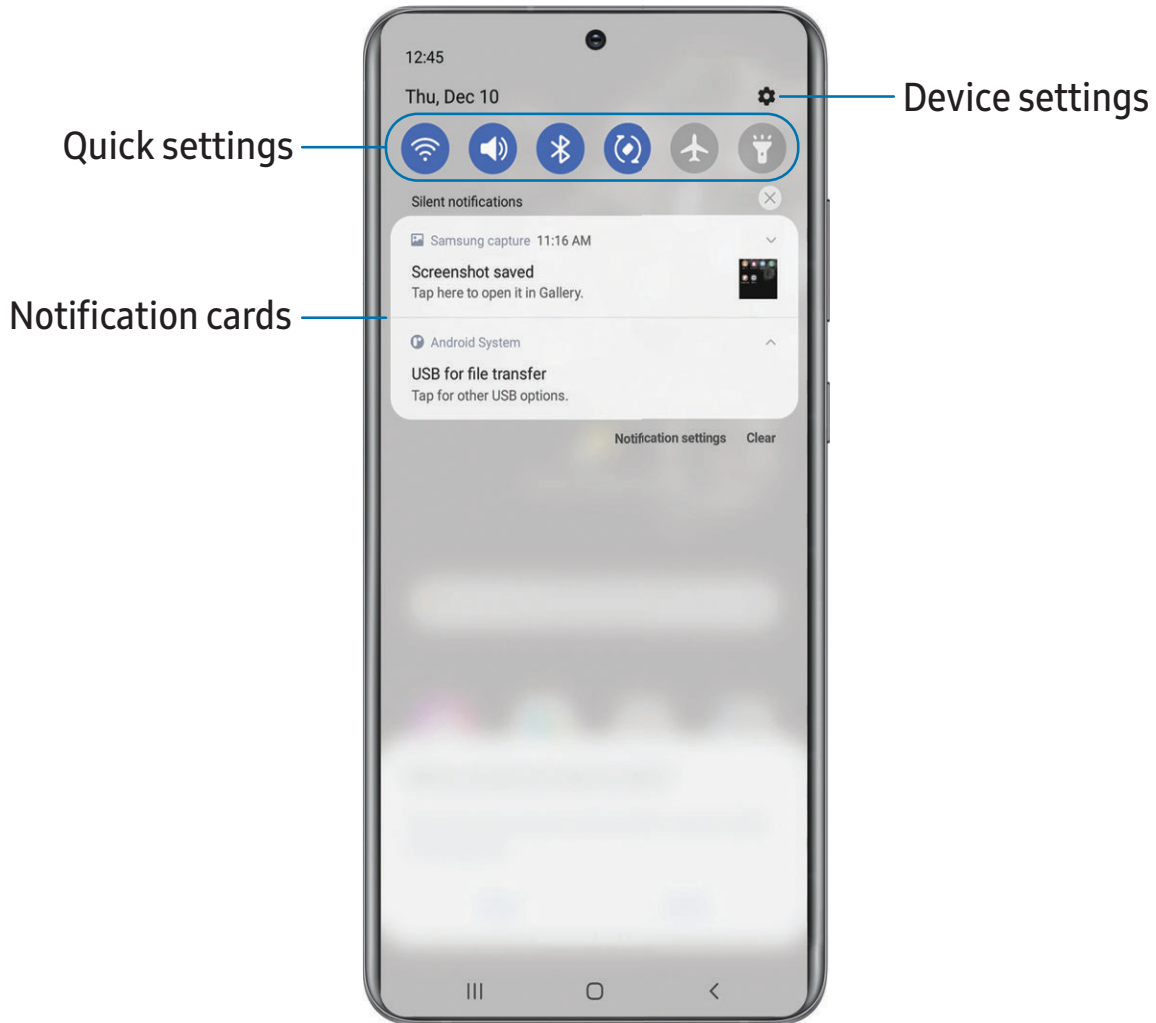 12:45
Thu, Dec 10
Device settings
Quick settings
Silent notifications
Samsung capture 11:16 AM
Screenshot saved
Tap here to open it in Gallery.
Notification cards
Android System
USB for file transfer
Tap for other USB options.
Notification settings Clear